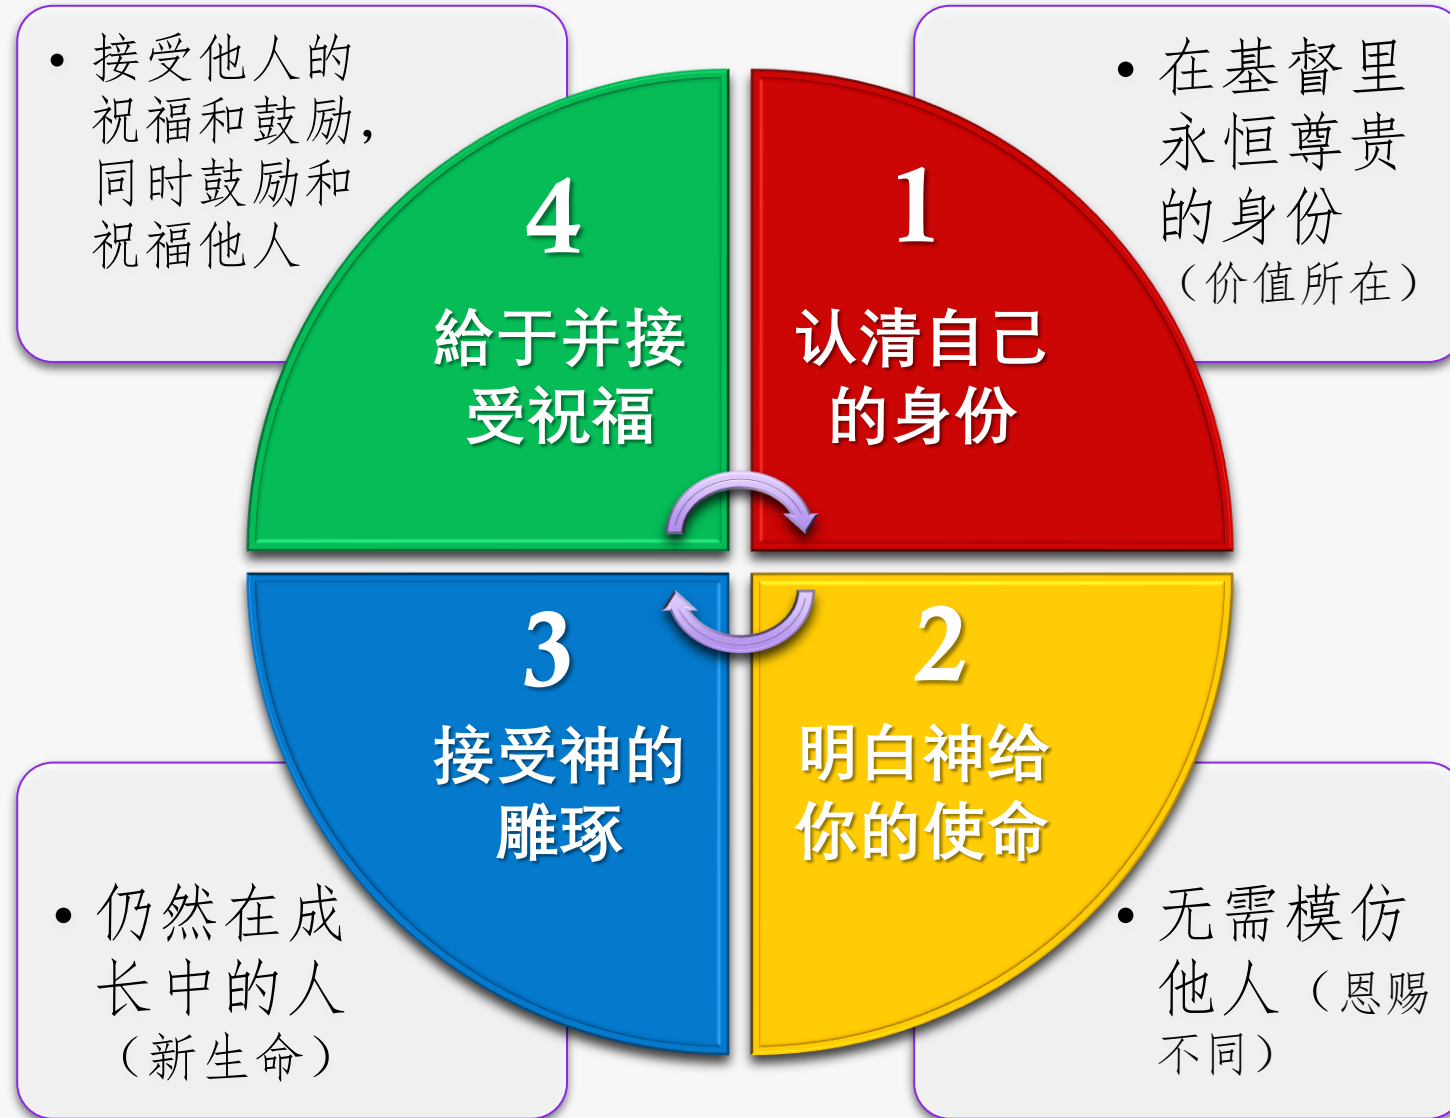 • 接受他人的
祝福和鼓励，
同时鼓励和
祝福他人
• 在基督里
永恒尊贵
的身份
（价值所在）
4
給于并接
受祝福
1
认清自己
的身份
3
接受神的
雕琢
2
明白神给
你的使命
• 仍然在成
长中的人
（新生命）
• 无需模仿
他人（恩赐
不同）